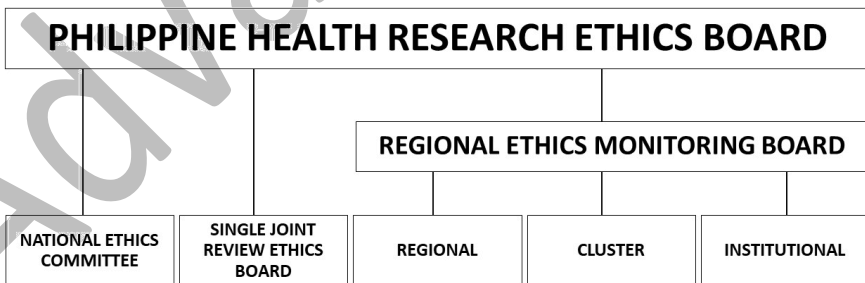 PHILIPPINE HEALTH RESEARCH ETHICS BOARD
REGIONAL ETHICS MONITORING BOARD
NATIONAL ETHICS
COMMITTEE
SINGLE JOINT
REVIEW ETHICS
BOARD
REGIONAL
CLUSTER
INSTITUTIONAL